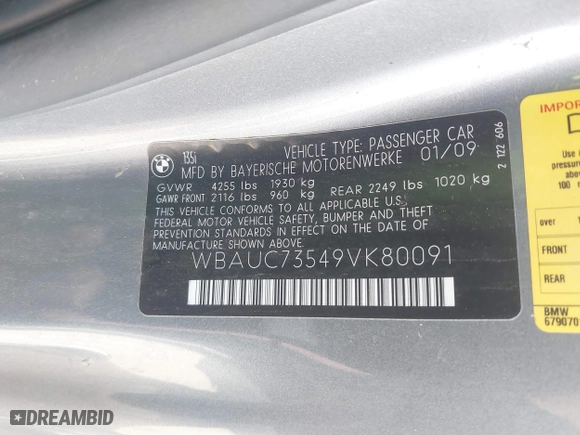 BMW
135i
VEHICLE TYPE: PASSENGER CAR
MFD BY BAYERISCHE MOTORENWERKE 01/09
GVWR 4255 lbs 1930 kg
GAWR FRONT 2116 lbs 960 kg REAR 2249 lbs 1020 kg
THIS VEHICLE CONFORMS TO ALL APPLICABLE U.S.
FEDERAL MOTOR VEHICLE SAFETY, BUMPER AND THEFT
PREVENTION STANDARDS IN EFFECT ON THE DATE OF
MANUFACTURE SHOWN ABOVE.
WBAUC73549VK80091
2 122 606
IMPOR
Use
pressure
before
100
over
FRONT
REAR
BMW
679070
DREAMBID